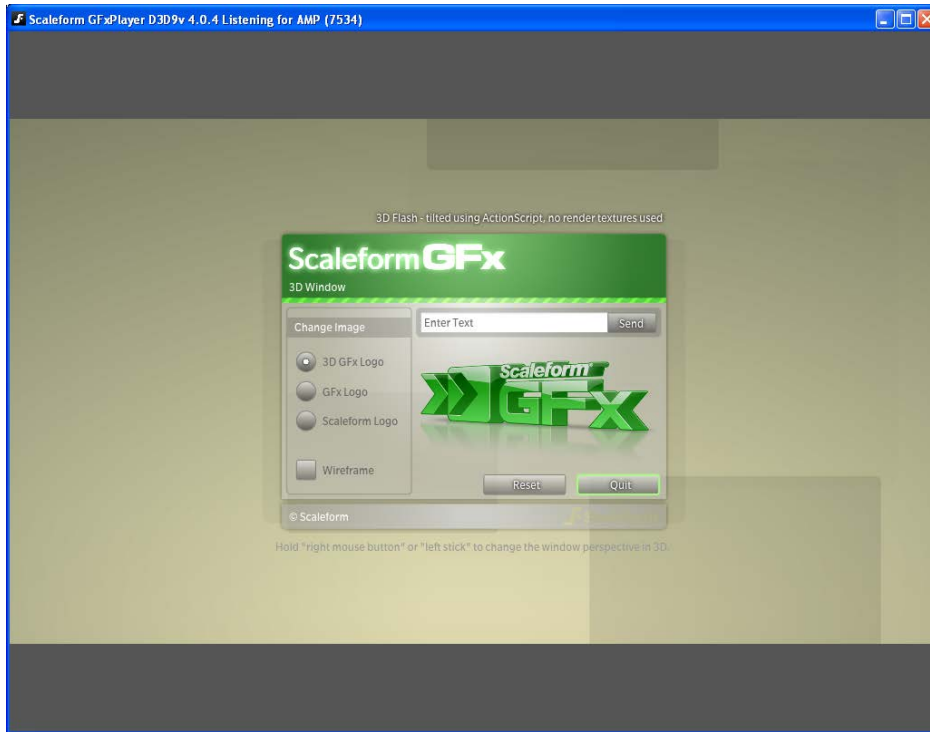 Scaleform GFxPlayer D3D9v 4.0.4 Listening for AMP (7534)
3D Flash - tilted using ActionScript, no render textures used
Scaleform GFx
3D Window
Change Image
Enter Text
Send
3D GFx Logo
GFx Logo
Scaleform Logo
Wireframe
Scaleform
GFx
Reset
Quit
© Scaleform
Hold "right mouse button" or "left stick" to change the window perspective in 3D.